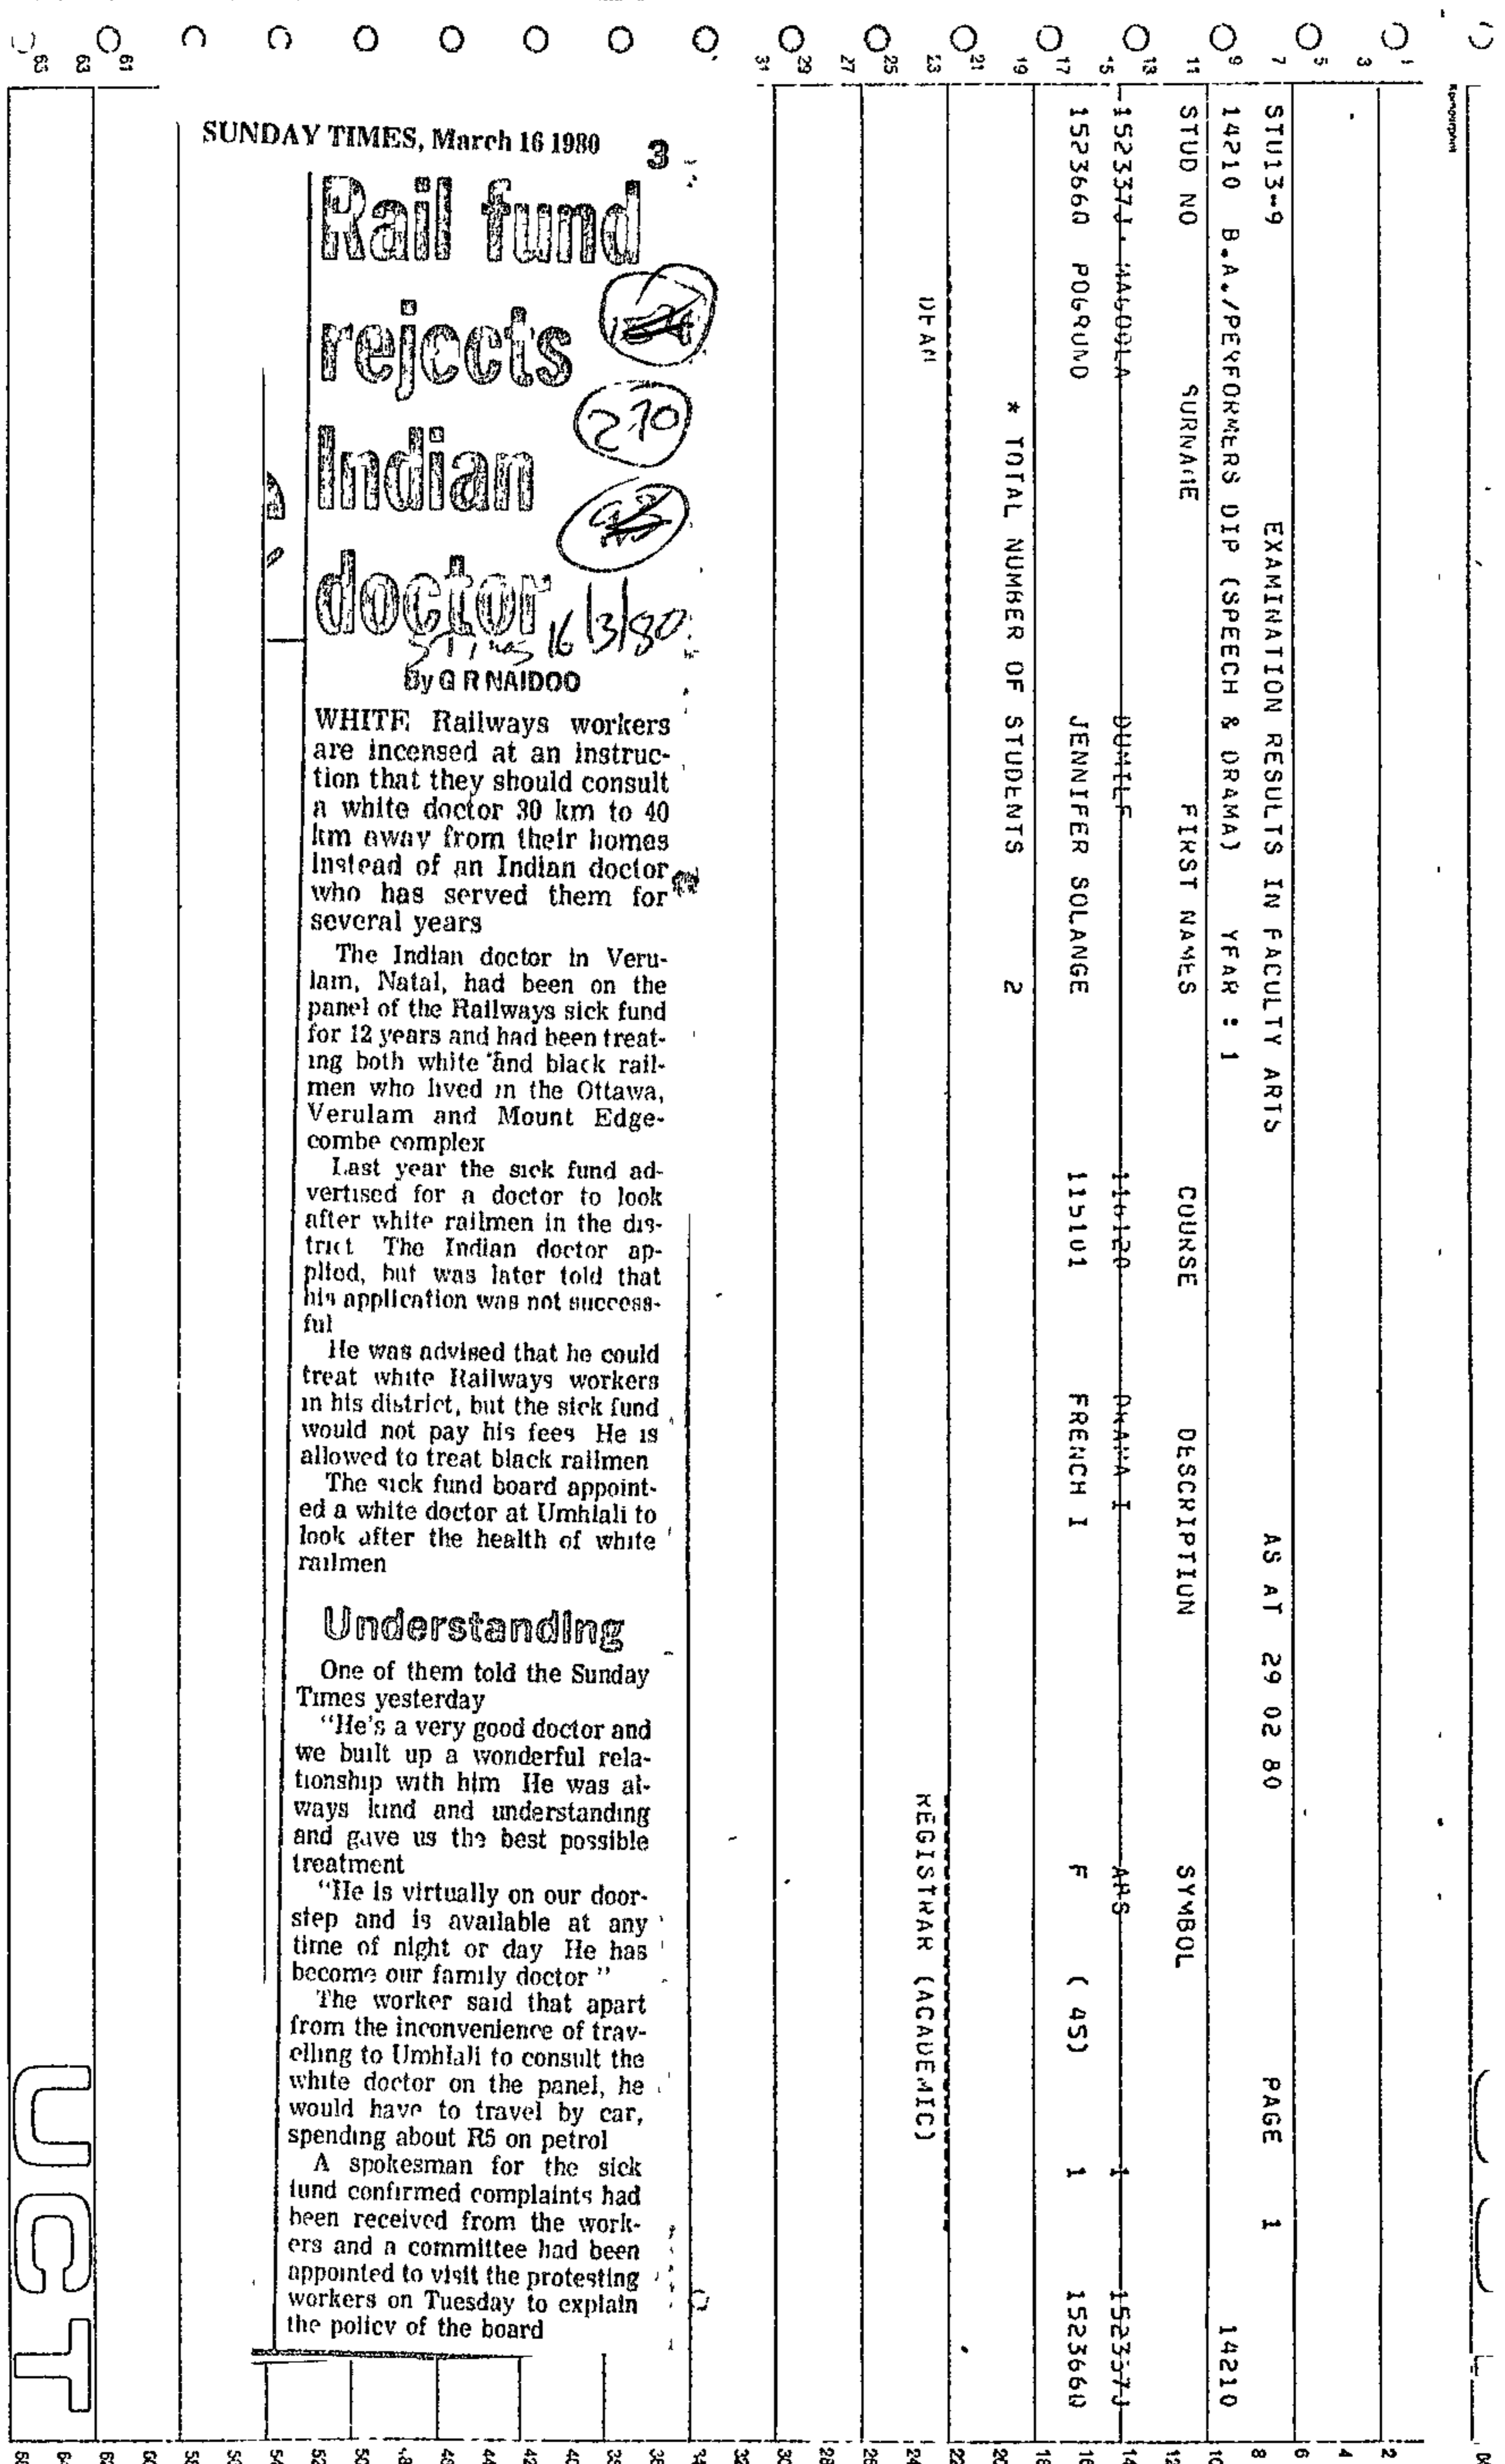 SUNDAY TIMES, March 16 1980
3
Rail fund
rejects
Indian
doctor
270
16/3/80
By G R NAIDOO
WHITE Railways workers
are incensed at an instruc-
tion that they should consult
a white doctor 30 km to 40
km away from their homes
instead of an Indian doctor
who has served them for
several years
The Indian doctor in Veru-
lam, Natal, had been on the
panel of the Railways sick fund
for 12 years and had been treat-
ing both white and black rail-
men who lived in the Ottawa,
Verulam and Mount Edge-
combe complex
Last year the sick fund ad-
vertised for a doctor to look
after white railmen in the dis-
trict The Indian doctor ap-
plied, but was later told that
his application was not success-
ful
He was advised that he could
treat white Railways workers
in his district, but the sick fund
would not pay his fees He is
allowed to treat black railmen
The sick fund board appoint-
ed a white doctor at Umhlali to
look after the health of white
railmen
Understanding
One of them told the Sunday
Times yesterday
"He's a very good doctor and
we built up a wonderful rela-
tionship with him He was al-
ways kind and understanding
and gave us the best possible
treatment
"He is virtually on our door-
step and is available at any
time of night or day He has
become our family doctor"
The worker said that apart
from the inconvenience of trav-
elling to Umhlali to consult the
white doctor on the panel, he
would have to travel by car,
spending about R5 on petrol
A spokesman for the sick
fund confirmed complaints had
been received from the work-
ers and a committee had been
appointed to visit the protesting
workers on Tuesday to explain
the policy of the board
STU13-9 EXAMINATION RESULTS IN FACULTY ARTS AS AT 29 02 80 PAGE 1
14210 B.A./PERFORMERS DIP (SPEECH & DRAMA) YEAR : 1 14210
STUD NO SURNAME FIRST NAMES COURSE DESCRIPTION SYMBOL
DRAMA I ABS 1
POGRUND JENNIFER SOLANGE 115101 FRENCH I F ( 45) 1
* TOTAL NUMBER OF STUDENTS 2
DEAN REGISTRAR (ACADEMIC)
UCT